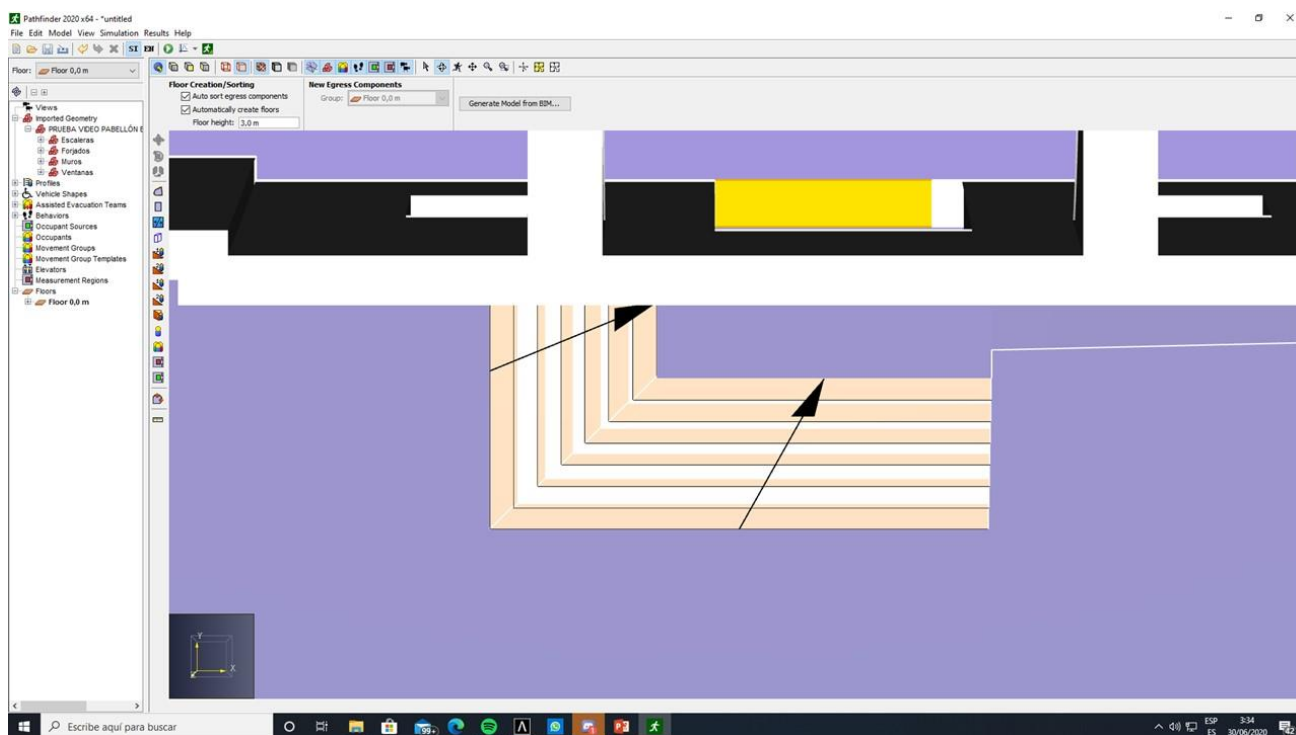 Pathfinder 2020 x64 - *untitled
File Edit Model View Simulation Results Help
SI EN
Floor: Floor 0,0 m
Floor Creation/Sorting
Auto sort egress components
Automatically create floors
Floor height: 3.0 m
New Egress Components
Group: Floor 0,0 m
Generate Model from BIM...
Views
Imported Geometry
PRUEBA VIDEO PABELLÓN E
Escaleras
Forjados
Muros
Ventanas
Profiles
Vehicle Shapes
Assisted Evacuation Teams
Behaviors
Occupant Sources
Occupants
Movement Groups
Movement Group Templates
Elevators
Measurement Regions
Floors
Floor 0,0 m
Y
X
Escribe aquí para buscar
99+
ESP
ES
3:34
30/06/2020
42